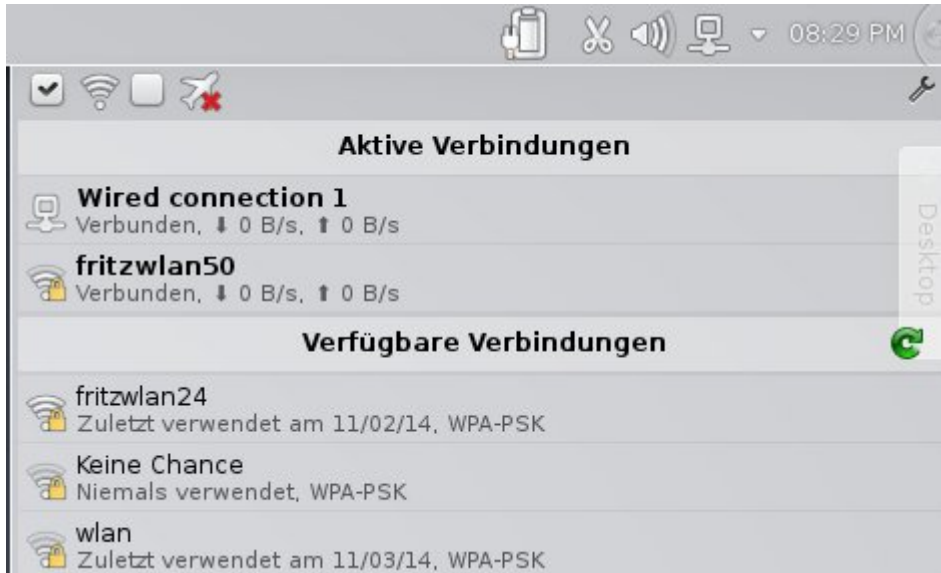 08:29 PM
Aktive Verbindungen
Wired connection 1
Verbunden, ⬇ 0 B/s, ⬆ 0 B/s
fritzwlan50
Verbunden, ⬇ 0 B/s, ⬆ 0 B/s
Desktop
Verfügbare Verbindungen
fritzwlan24
Zuletzt verwendet am 11/02/14, WPA-PSK
Keine Chance
Niemals verwendet, WPA-PSK
wlan
Zuletzt verwendet am 11/03/14, WPA-PSK